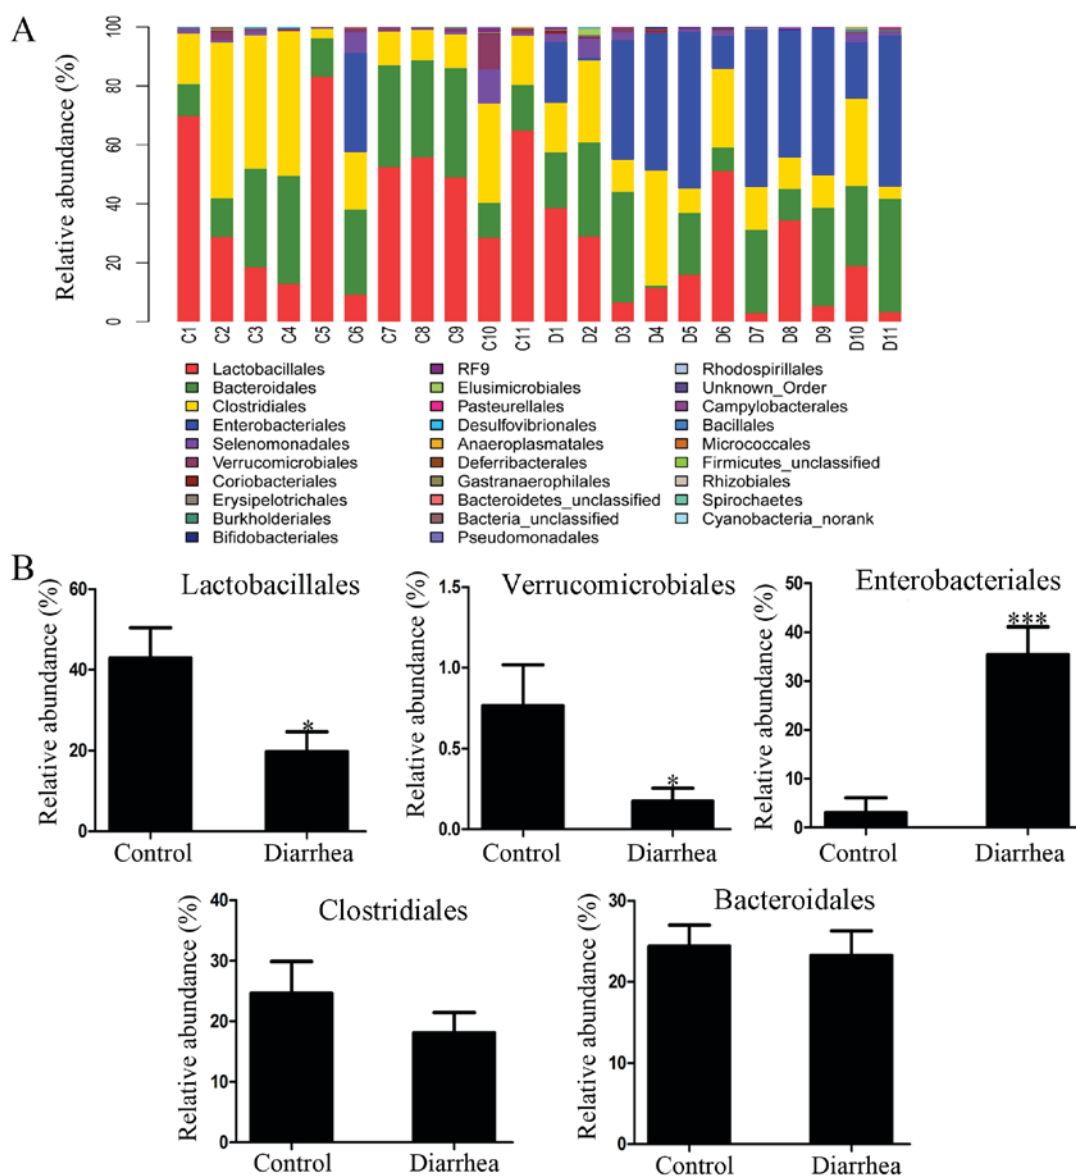 A
Relative abundance (%)
100
80
60
40
20
0
C1 C2 C3 C4 C5 C6 C7 C8 C9 C10 C11 D1 D2 D3 D4 D5 D6 D7 D8 D9 D10 D11
Lactobacillales
Bacteroidales
Clostridiales
Enterobacteriales
Selenomonadales
Verrucomicrobiales
Coriobacteriales
Erysipelotrichales
Burkholderiales
Bifidobacteriales
RF9
Elusimicrobiales
Pasteurellales
Desulfovibrionales
Anaeroplasmatales
Deferribacterales
Gastranaerophilales
Bacteroidetes_unclassified
Bacteria_unclassified
Pseudomonadales
Rhodospirillales
Unknown_Order
Campylobacterales
Bacillales
Micrococcales
Firmicutes_unclassified
Rhizobiales
Spirochaetes
Cyanobacteria_norank
B
Lactobacillales
Relative abundance (%)
60
40
20
0
*
Control Diarrhea
Verrucomicrobiales
Relative abundance (%)
1.5
1.0
0.5
0.0
*
Control Diarrhea
Enterobacteriales
Relative abundance (%)
50
40
30
20
10
0
***
Control Diarrhea
Clostridiales
Relative abundance (%)
40
30
20
10
0
Control Diarrhea
Bacteroidales
Relative abundance (%)
30
20
10
0
Control Diarrhea